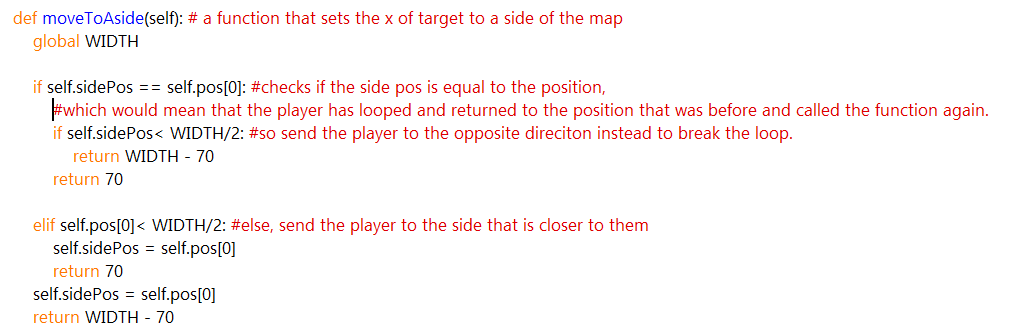 def moveToAside(self): # a function that sets the x of target to a side of the map
global WIDTH
if self.sidePos == self.pos[0]: #checks if the side pos is equal to the position,
#which would mean that the player has looped and returned to the position that was before and called the function again.
if self.sidePos< WIDTH/2: #so send the player to the opposite direciton instead to break the loop.
return WIDTH - 70
return 70
elif self.pos[0]< WIDTH/2: #else, send the player to the side that is closer to them
self.sidePos = self.pos[0]
return 70
self.sidePos = self.pos[0]
return WIDTH - 70